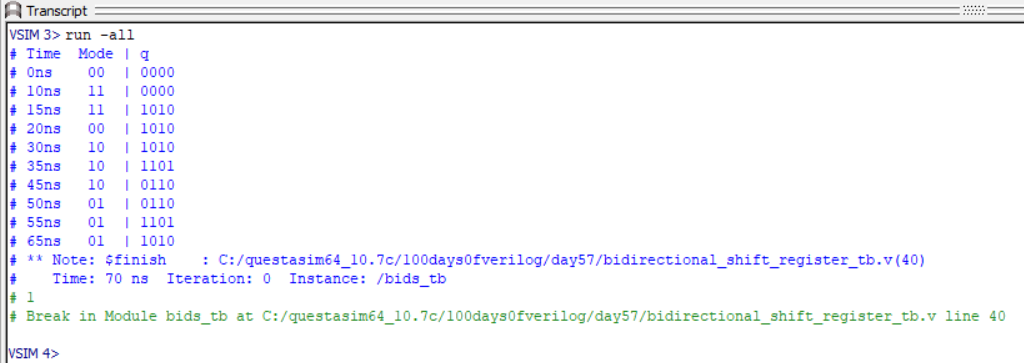 Transcript
VSIM 3> run -all
# Time  Mode | q
# 0ns   00  | 0000
# 10ns   11  | 0000
# 15ns   11  | 1010
# 20ns   00  | 1010
# 30ns   10  | 1010
# 35ns   10  | 1101
# 45ns   10  | 0110
# 50ns   01  | 0110
# 55ns   01  | 1101
# 65ns   01  | 1010
# ** Note: $finish    : C:/questasim64_10.7c/100days0fverilog/day57/bidirectional_shift_register_tb.v(40)
#    Time: 70 ns  Iteration: 0  Instance: /bids_tb
# 1
# Break in Module bids_tb at C:/questasim64_10.7c/100days0fverilog/day57/bidirectional_shift_register_tb.v line 40
VSIM 4>